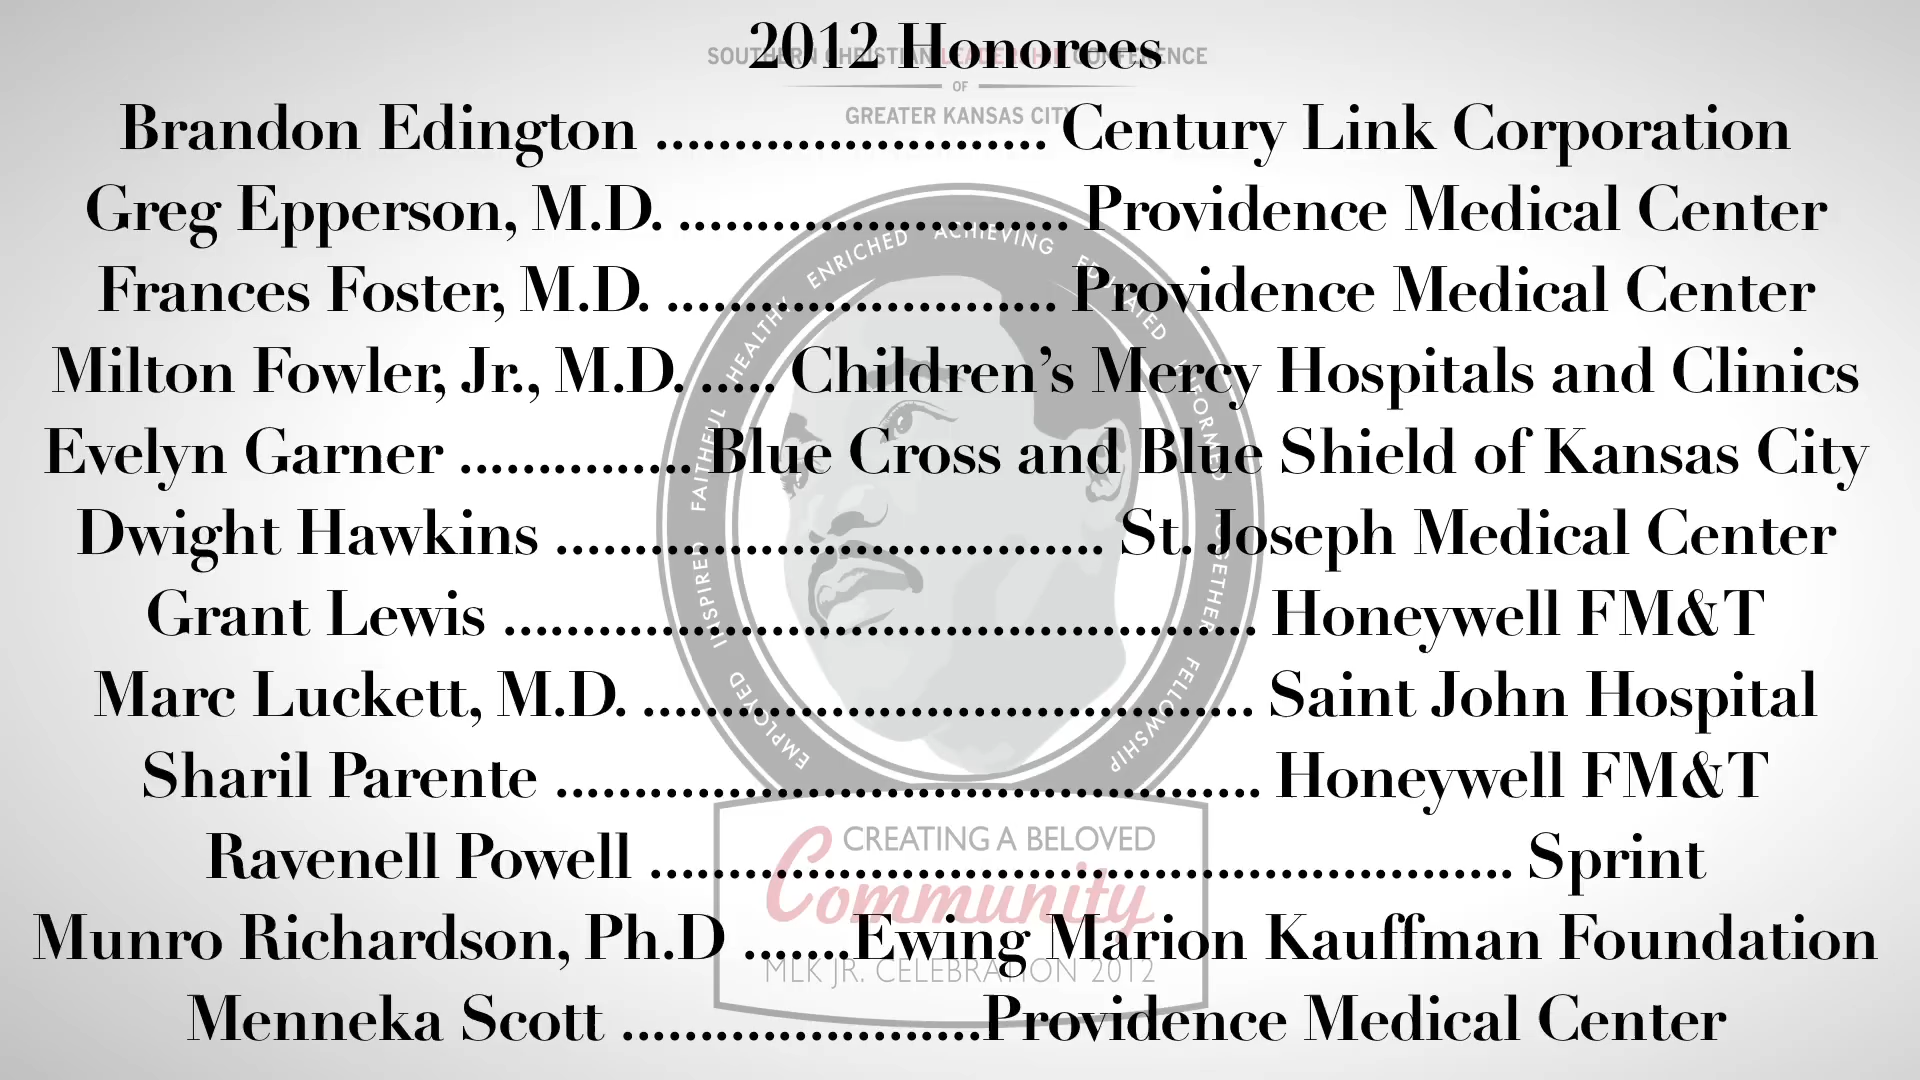 2012 Honorees
SOUTHERN CHRISTIAN LEADERSHIP CONFERENCE
OF
GREATER KANSAS CITY
Brandon Edington ......................... Century Link Corporation
Greg Epperson, M.D. ......................... Providence Medical Center
Frances Foster, M.D. ......................... Providence Medical Center
Milton Fowler, Jr., M.D. ..... Children’s Mercy Hospitals and Clinics
Evelyn Garner ...............Blue Cross and Blue Shield of Kansas City
Dwight Hawkins ................................... St. Joseph Medical Center
Grant Lewis ................................................ Honeywell FM&T
Marc Luckett, M.D. ....................................... Saint John Hospital
Sharil Parente ............................................. Honeywell FM&T
Ravenell Powell ....................................................... Sprint
Munro Richardson, Ph.D .......Ewing Marion Kauffman Foundation
Menneka Scott .......................Providence Medical Center
EMPLOYED INSPIRED FAITHFUL HEALTHY ENRICHED ACHIEVING EDUCATED INFORMED TOGETHER FELLOWSHIP
CREATING A BELOVED
Community
MLK JR. CELEBRATION 2012